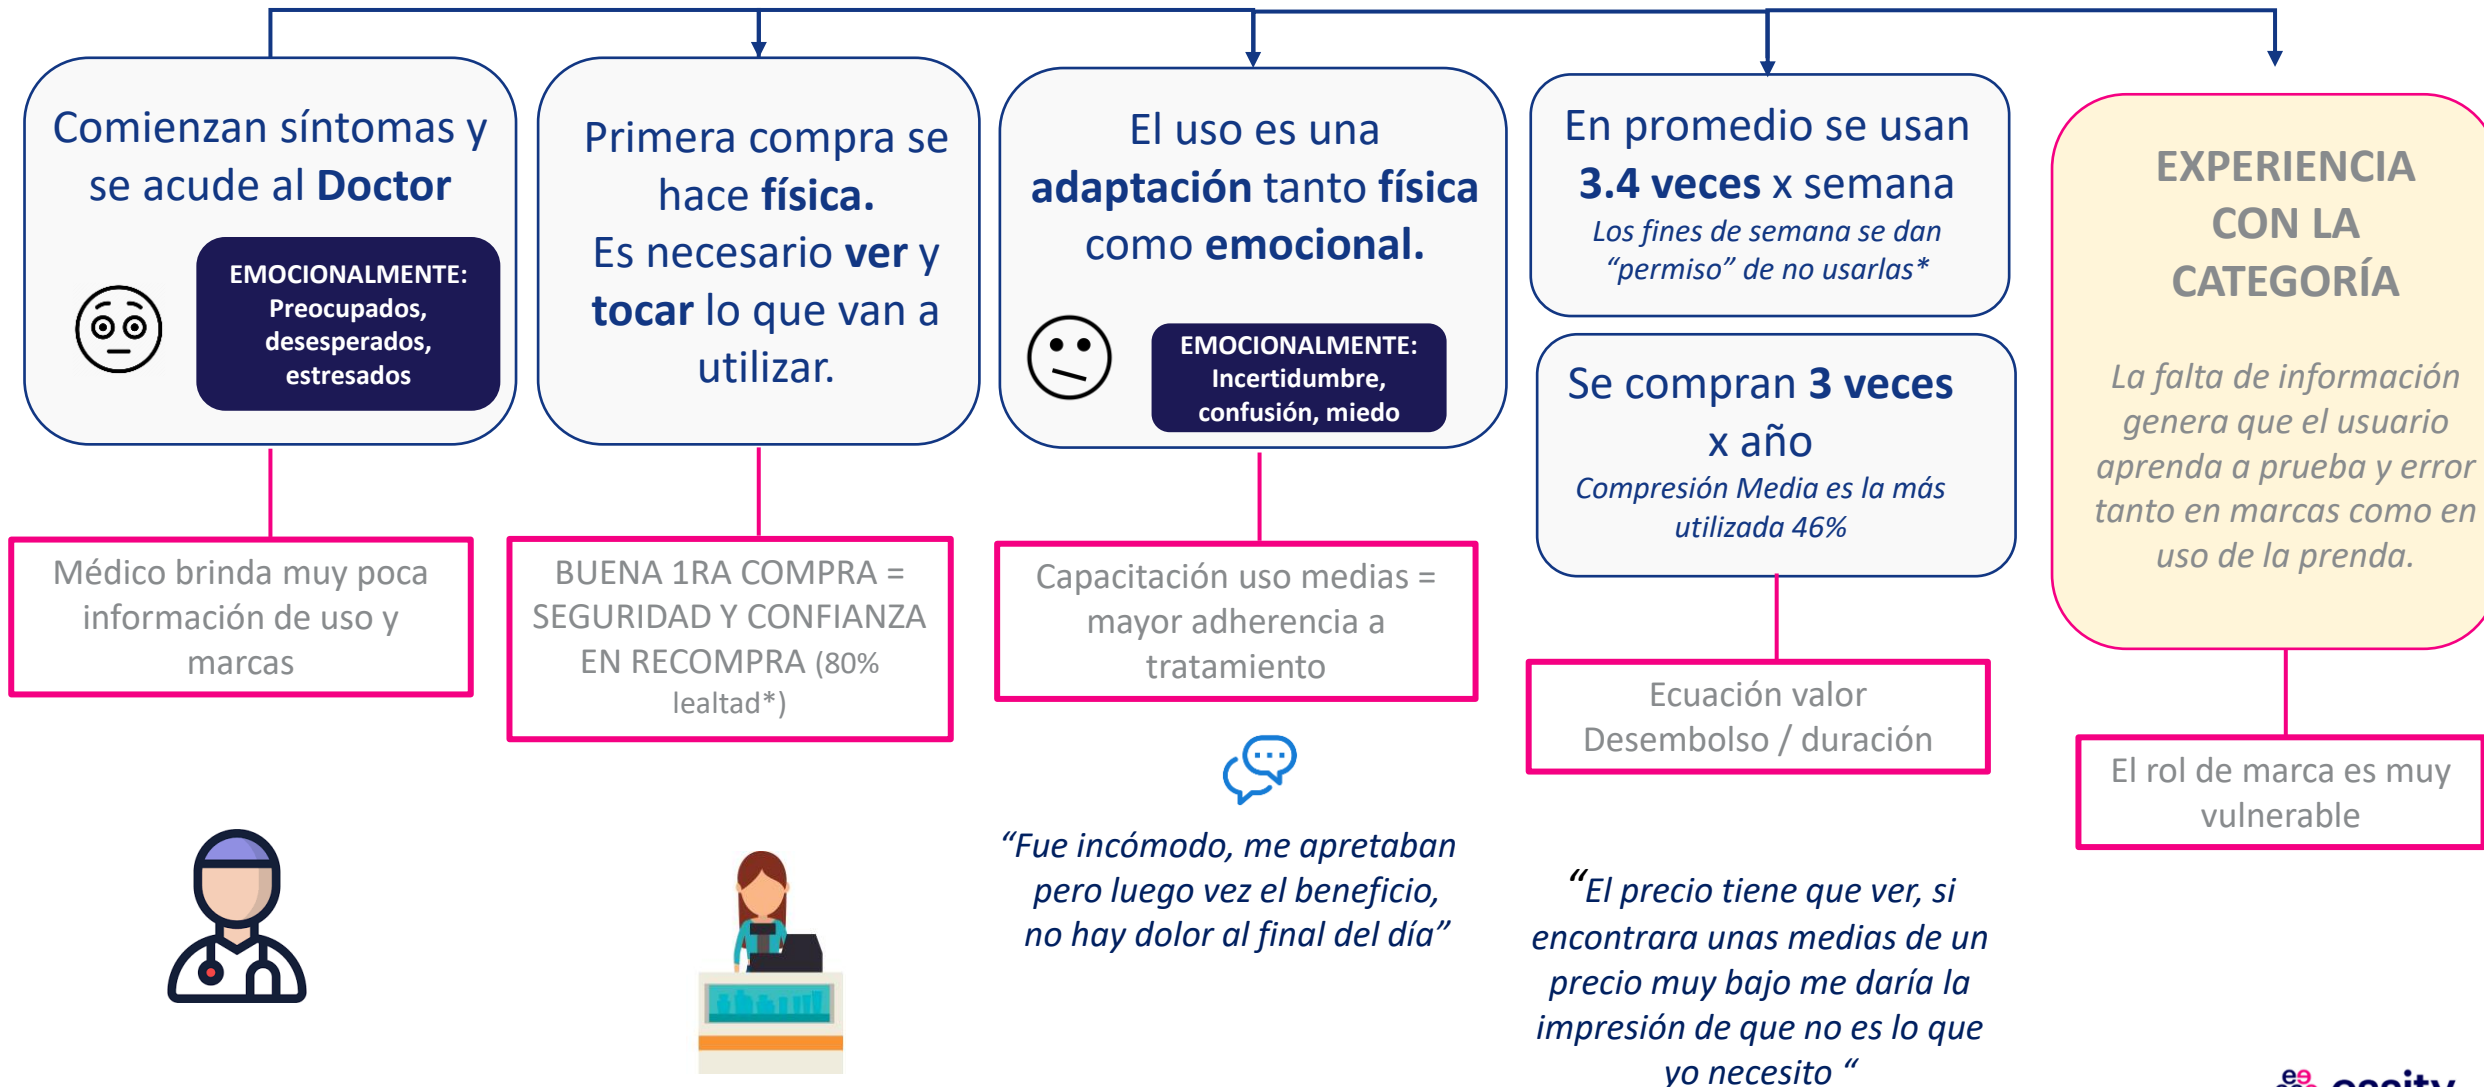 Comienzan síntomas y
se acude al Doctor
EMOCIONALMENTE:
Preocupados,
desesperados,
estresados
Médico brinda muy poca
información de uso y
marcas
Primera compra se
hace física.
Es necesario ver y
tocar lo que van a
utilizar.
BUENA 1RA COMPRA =
SEGURIDAD Y CONFIANZA
EN RECOMPRA (80%
lealtad*)
El uso es una
adaptación tanto física
como emocional.
EMOCIONALMENTE:
Incertidumbre,
confusión, miedo
Capacitación uso medias =
mayor adherencia a
tratamiento
“Fue incómodo, me apretaban
pero luego vez el beneficio,
no hay dolor al final del día”
En promedio se usan
3.4 veces x semana
Los fines de semana se dan
“permiso” de no usarlas*
Se compran 3 veces
x año
Compresión Media es la más
utilizada 46%
Ecuación valor
Desembolso / duración
“El precio tiene que ver, si
encontrara unas medias de un
precio muy bajo me daría la
impresión de que no es lo que
yo necesito “
EXPERIENCIA
CON LA
CATEGORÍA
La falta de información
genera que el usuario
aprenda a prueba y error
tanto en marcas como en
uso de la prenda.
El rol de marca es muy
vulnerable
essity